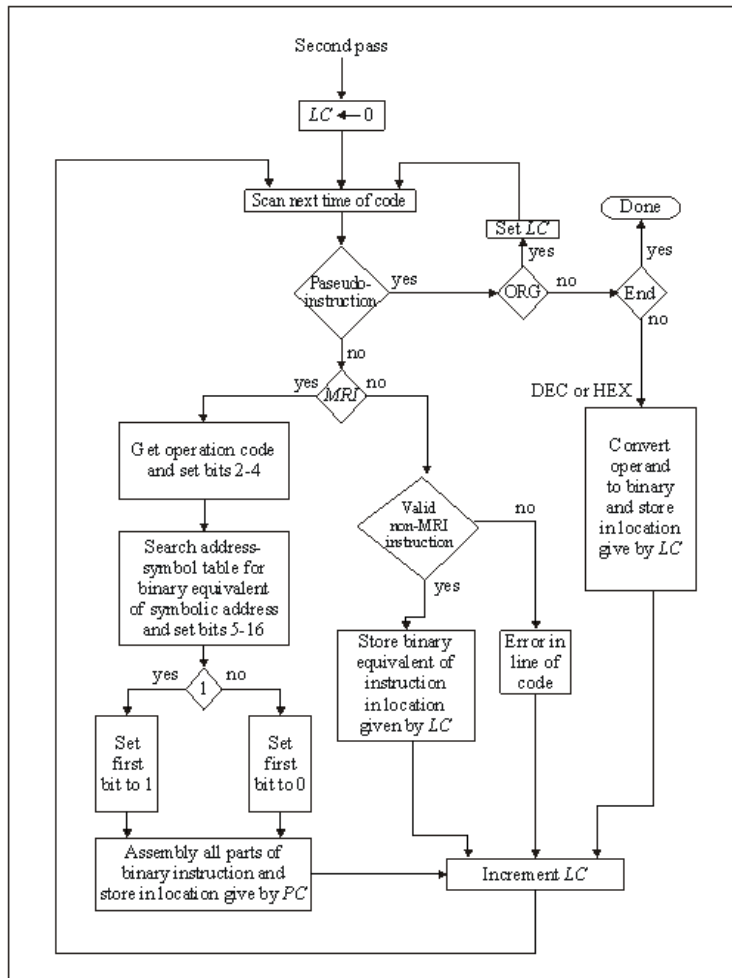 Second pass
LC ← 0
Scan next time of code
Set LC
Done
yes
yes
Paseudo-
instruction
yes
ORG
no
End
no
no
yes
MRI
no
DEC or HEX
Get operation code
and set bits 2-4
Convert
operand
to binary
and store
in location
give by LC
Valid
non-MRI
instruction
no
yes
Search address-
symbol table for
binary equivalent
of symbolic address
and set bits 5-16
Store binary
equivalent of
instruction
in location
given by LC
Error in
line of
code
yes
1
no
Set
first
bit to 1
Set
first
bit to 0
Assembly all parts of
binary instruction and
store in location give by PC
Increment LC